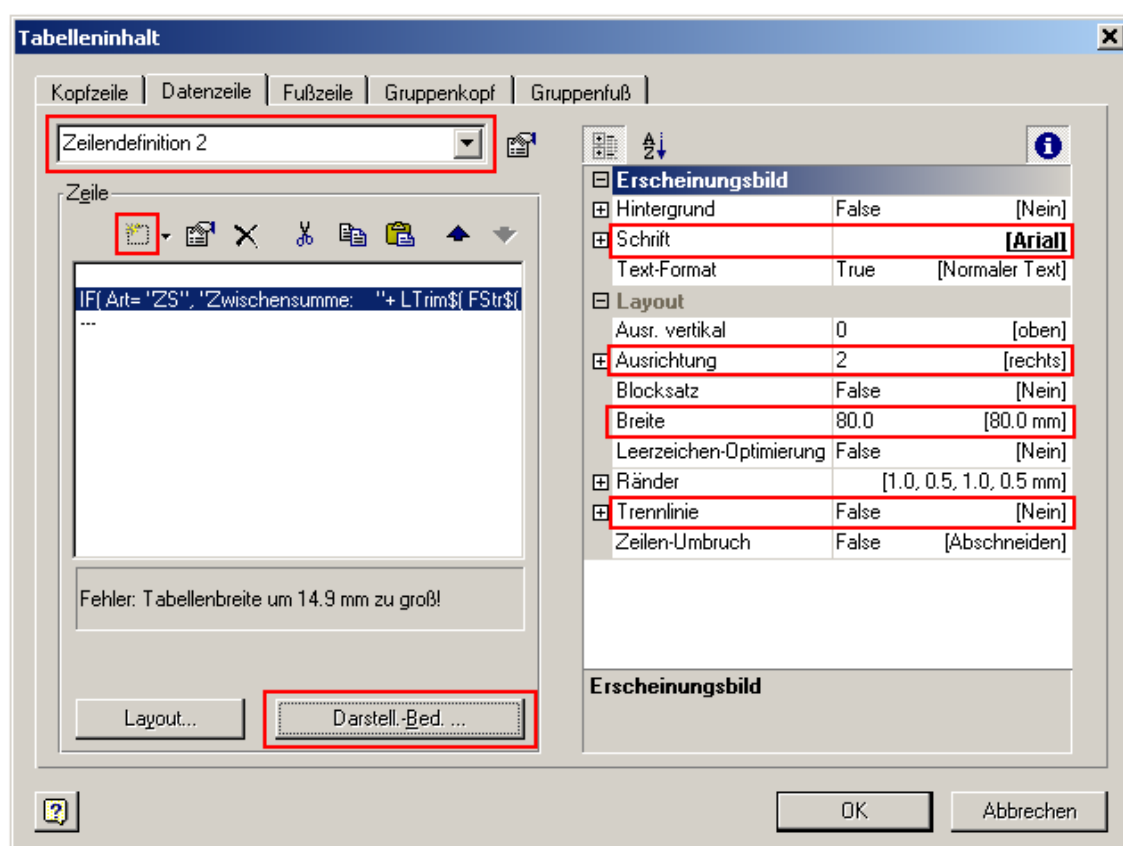 Tabelleninhalt
Kopfzeile Datenzeile Fußzeile Gruppenkopf Gruppenfuß
Zeilendefinition 2
Zeile
IF( Art= "ZS", "Zwischensumme:    "+ LTrim$( FStr$(
---
Fehler: Tabellenbreite um 14.9 mm zu groß!
Layout... Darstell.-Bed. ...
Erscheinungsbild
Hintergrund False [Nein]
Schrift [Arial]
Text-Format True [Normaler Text]
Layout
Ausr. vertikal 0 [oben]
Ausrichtung 2 [rechts]
Blocksatz False [Nein]
Breite 80.0 [80.0 mm]
Leerzeichen-Optimierung False [Nein]
Ränder [1.0, 0.5, 1.0, 0.5 mm]
Trennlinie False [Nein]
Zeilen-Umbruch False [Abschneiden]
Erscheinungsbild
OK Abbrechen